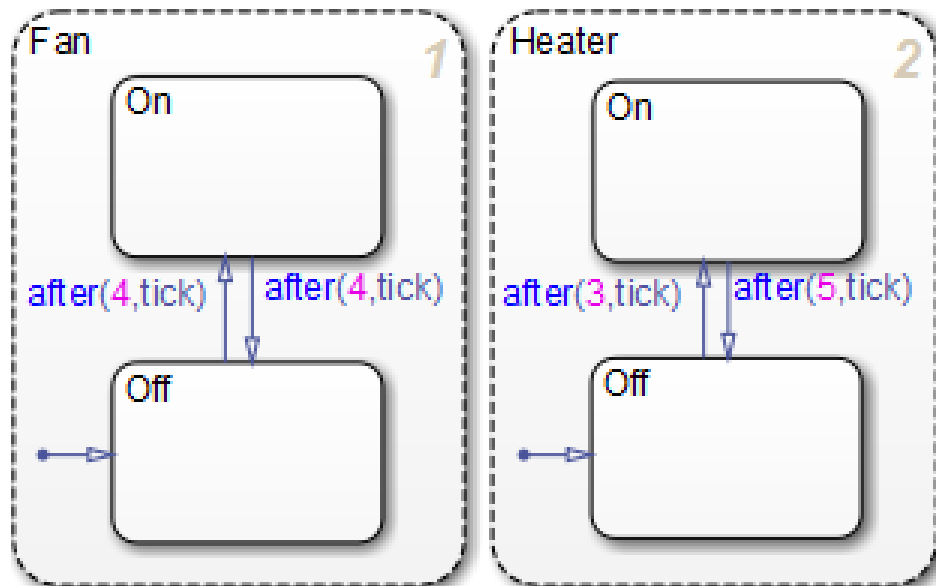 Fan
1
On
after(4,tick)
after(4,tick)
Off
Heater
2
On
after(3,tick)
after(5,tick)
Off